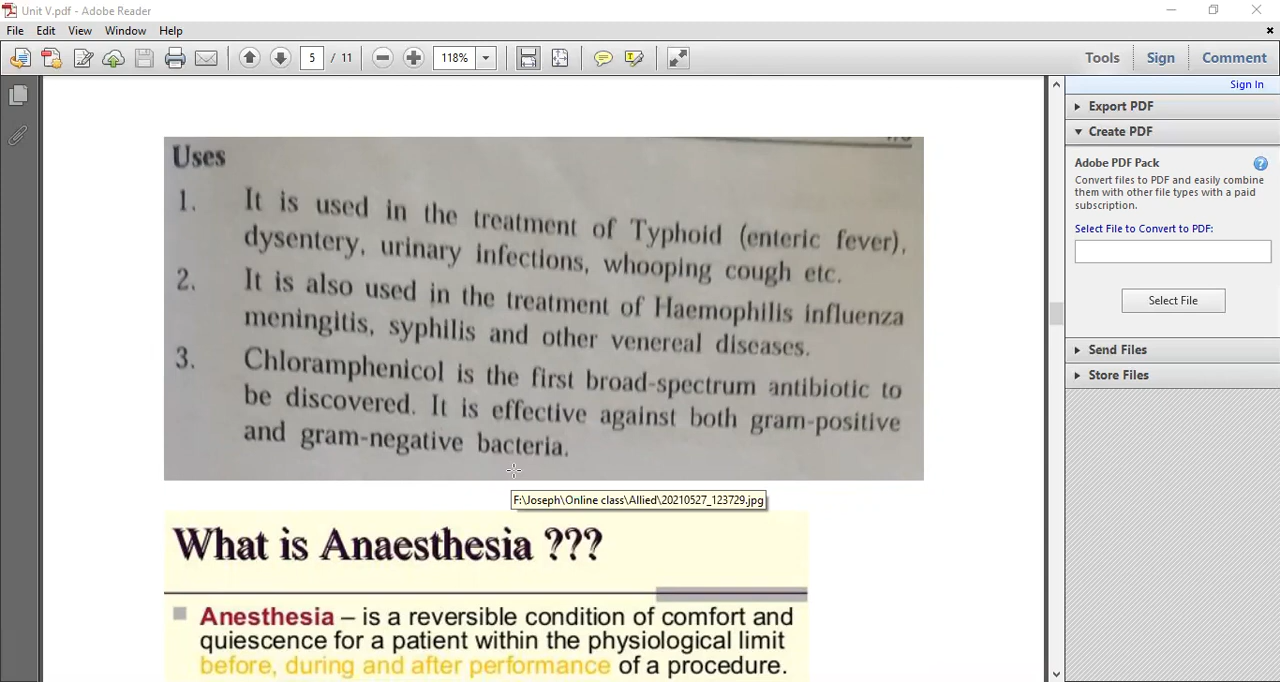 Unit V.pdf - Adobe Reader
File Edit View Window Help
5 / 11 118% Tools Sign Comment
Sign In
Export PDF
Create PDF
Adobe PDF Pack
Convert files to PDF and easily combine
them with other file types with a paid
subscription.
Select File to Convert to PDF:
Select File
Send Files
Store Files
Uses
1. It is used in the treatment of Typhoid (enteric fever),
dysentery, urinary infections, whooping cough etc.
2. It is also used in the treatment of Haemophilis influenza
meningitis, syphilis and other venereal diseases.
3. Chloramphenicol is the first broad-spectrum antibiotic to
be discovered. It is effective against both gram-positive
and gram-negative bacteria.
F:\Joseph\Online class\Allied\20210527_123729.jpg
What is Anaesthesia ???
Anesthesia – is a reversible condition of comfort and
quiescence for a patient within the physiological limit
before, during and after performance of a procedure.